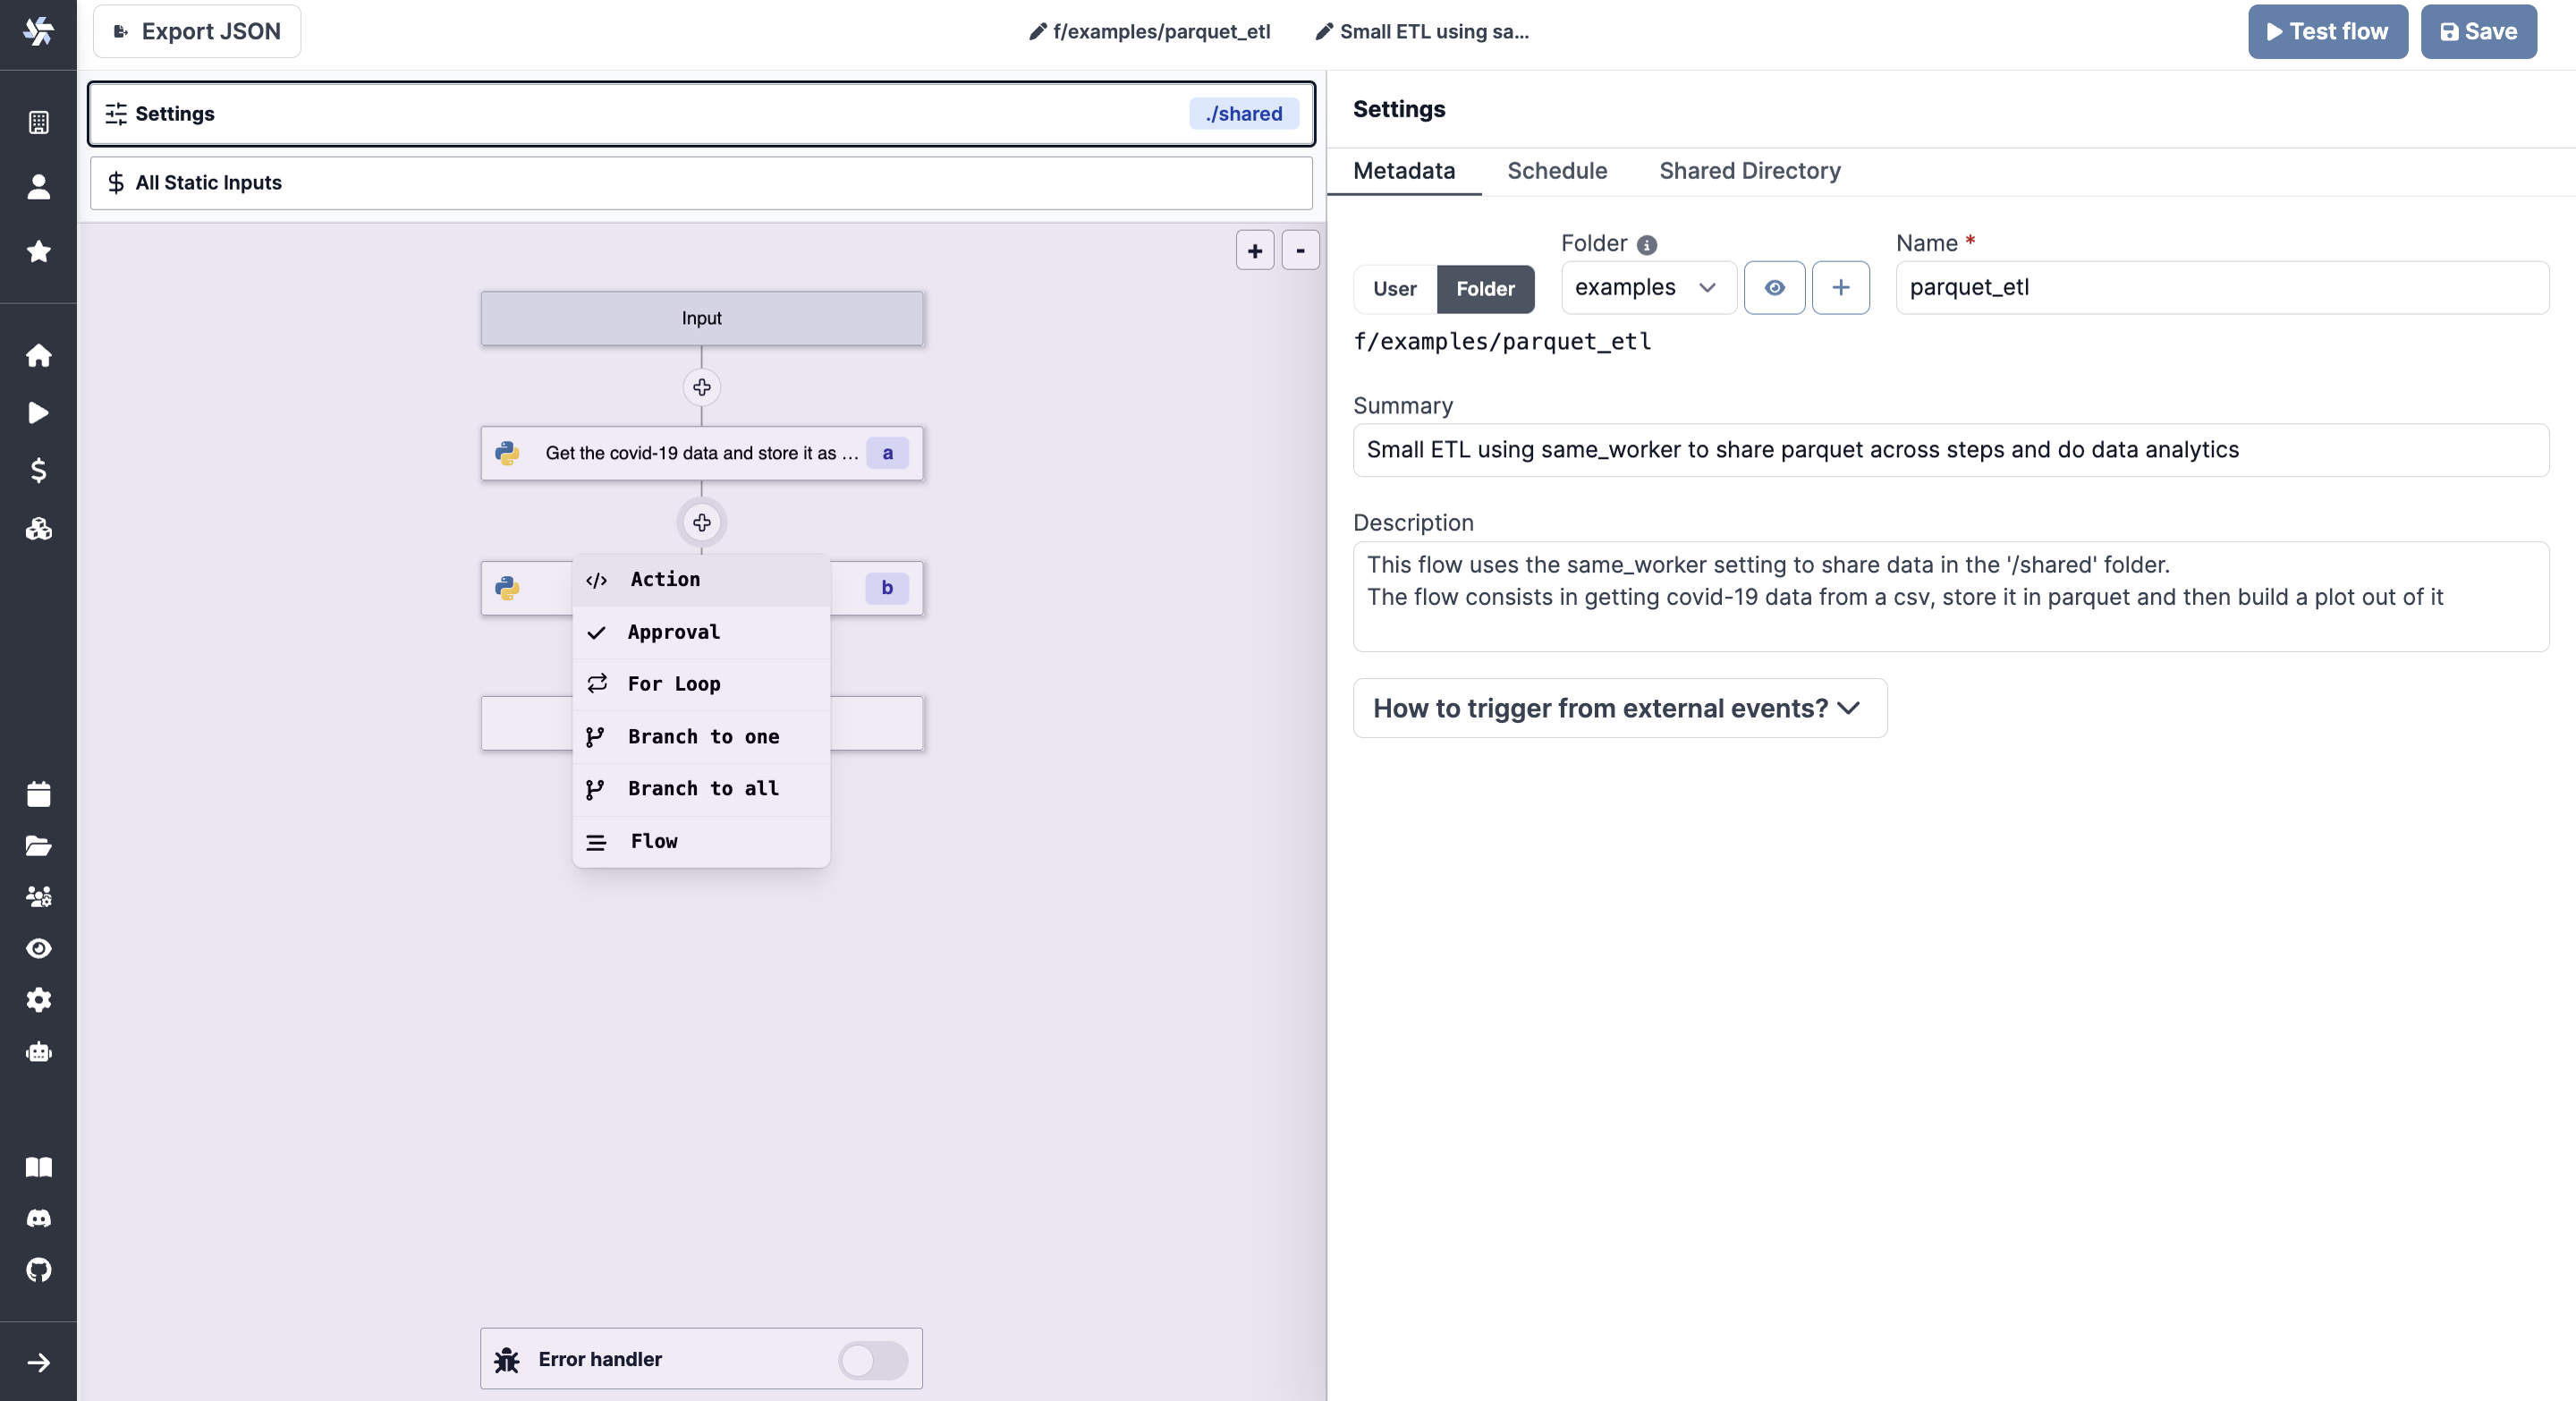 Export JSON
f/examples/parquet_etl
Small ETL using sa...
Test flow
Save
Settings
./shared
All Static Inputs
+
-
Input
Get the covid-19 data and store it as ...
a
b
Action
Approval
For Loop
Branch to one
Branch to all
Flow
Error handler
Settings
Metadata Schedule Shared Directory
User Folder
Folder
examples
Name *
parquet_etl
f/examples/parquet_etl
Summary
Small ETL using same_worker to share parquet across steps and do data analytics
Description
This flow uses the same_worker setting to share data in the '/shared' folder.
The flow consists in getting covid-19 data from a csv, store it in parquet and then build a plot out of it
How to trigger from external events?